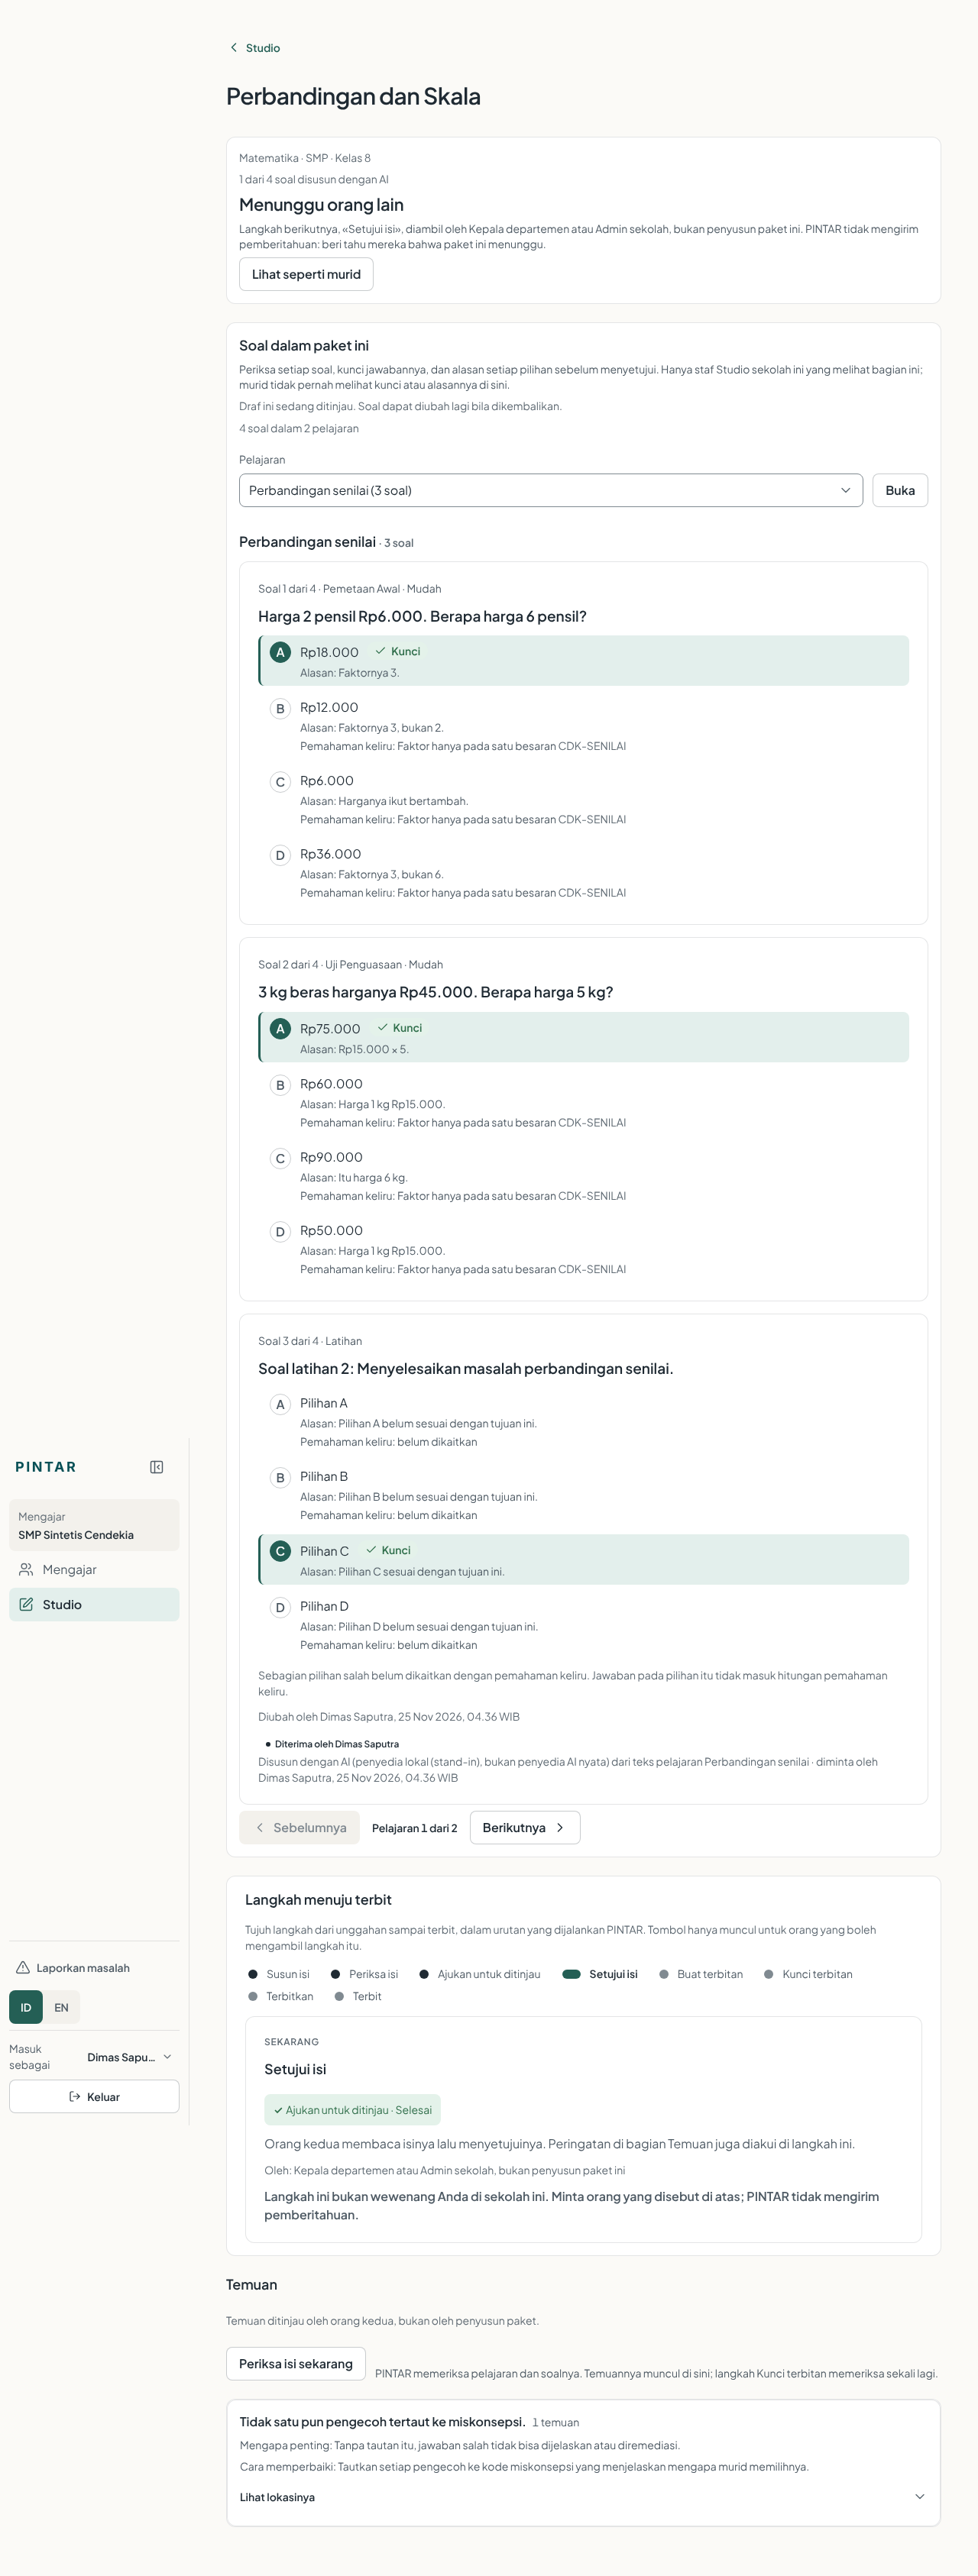 Studio
Perbandingan dan Skala
Matematika · SMP · Kelas 8
1 dari 4 soal disusun dengan AI
Menunggu orang lain
Langkah berikutnya, «Setujui isi», diambil oleh Kepala departemen atau Admin sekolah, bukan penyusun paket ini. PINTAR tidak mengirim
pemberitahuan: beri tahu mereka bahwa paket ini menunggu.
Lihat seperti murid
Soal dalam paket ini
Periksa setiap soal, kunci jawabannya, dan alasan setiap pilihan sebelum menyetujui. Hanya staf Studio sekolah ini yang melihat bagian ini;
murid tidak pernah melihat kunci atau alasannya di sini.
Draf ini sedang ditinjau. Soal dapat diubah lagi bila dikembalikan.
4 soal dalam 2 pelajaran
Pelajaran
Perbandingan senilai (3 soal)
Buka
Perbandingan senilai · 3 soal
Soal 1 dari 4 · Pemetaan Awal · Mudah
Harga 2 pensil Rp6.000. Berapa harga 6 pensil?
A Rp18.000 Kunci
Alasan: Faktornya 3.
B Rp12.000
Alasan: Faktornya 3, bukan 2.
Pemahaman keliru: Faktor hanya pada satu besaran CDK-SENILAI
C Rp6.000
Alasan: Harganya ikut bertambah.
Pemahaman keliru: Faktor hanya pada satu besaran CDK-SENILAI
D Rp36.000
Alasan: Faktornya 3, bukan 6.
Pemahaman keliru: Faktor hanya pada satu besaran CDK-SENILAI
Soal 2 dari 4 · Uji Penguasaan · Mudah
3 kg beras harganya Rp45.000. Berapa harga 5 kg?
A Rp75.000 Kunci
Alasan: Rp15.000 × 5.
B Rp60.000
Alasan: Harga 1 kg Rp15.000.
Pemahaman keliru: Faktor hanya pada satu besaran CDK-SENILAI
C Rp90.000
Alasan: Itu harga 6 kg.
Pemahaman keliru: Faktor hanya pada satu besaran CDK-SENILAI
D Rp50.000
Alasan: Harga 1 kg Rp15.000.
Pemahaman keliru: Faktor hanya pada satu besaran CDK-SENILAI
Soal 3 dari 4 · Latihan
Soal latihan 2: Menyelesaikan masalah perbandingan senilai.
A Pilihan A
Alasan: Pilihan A belum sesuai dengan tujuan ini.
Pemahaman keliru: belum dikaitkan
B Pilihan B
Alasan: Pilihan B belum sesuai dengan tujuan ini.
Pemahaman keliru: belum dikaitkan
C Pilihan C Kunci
Alasan: Pilihan C sesuai dengan tujuan ini.
D Pilihan D
Alasan: Pilihan D belum sesuai dengan tujuan ini.
Pemahaman keliru: belum dikaitkan
Sebagian pilihan salah belum dikaitkan dengan pemahaman keliru. Jawaban pada pilihan itu tidak masuk hitungan pemahaman
keliru.
Diubah oleh Dimas Saputra, 25 Nov 2026, 04.36 WIB
Diterima oleh Dimas Saputra
Disusun dengan AI (penyedia lokal (stand-in), bukan penyedia AI nyata) dari teks pelajaran Perbandingan senilai · diminta oleh
Dimas Saputra, 25 Nov 2026, 04.36 WIB
Sebelumnya
Pelajaran 1 dari 2
Berikutnya
PINTAR
Mengajar
SMP Sintetis Cendekia
Mengajar
Studio
Laporkan masalah
ID EN
Masuk
sebagai
Dimas Sapu...
Keluar
Langkah menuju terbit
Tujuh langkah dari unggahan sampai terbit, dalam urutan yang dijalankan PINTAR. Tombol hanya muncul untuk orang yang boleh
mengambil langkah itu.
Susun isi Periksa isi Ajukan untuk ditinjau Setujui isi Buat terbitan Kunci terbitan
Terbitkan Terbit
SEKARANG
Setujui isi
✓ Ajukan untuk ditinjau · Selesai
Orang kedua membaca isinya lalu menyetujuinya. Peringatan di bagian Temuan juga diakui di langkah ini.
Oleh: Kepala departemen atau Admin sekolah, bukan penyusun paket ini
Langkah ini bukan wewenang Anda di sekolah ini. Minta orang yang disebut di atas; PINTAR tidak mengirim
pemberitahuan.
Temuan
Temuan ditinjau oleh orang kedua, bukan oleh penyusun paket.
Periksa isi sekarang
PINTAR memeriksa pelajaran dan soalnya. Temuannya muncul di sini; langkah Kunci terbitan memeriksa sekali lagi.
Tidak satu pun pengecoh tertaut ke miskonsepsi. 1 temuan
Mengapa penting: Tanpa tautan itu, jawaban salah tidak bisa dijelaskan atau diremediasi.
Cara memperbaiki: Tautkan setiap pengecoh ke kode miskonsepsi yang menjelaskan mengapa murid memilihnya.
Lihat lokasinya